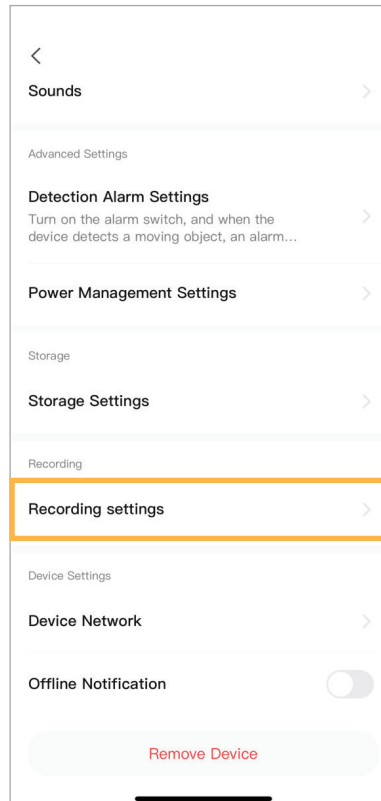 Sounds
Advanced Settings
Detection Alarm Settings
Turn on the alarm switch, and when the
device detects a moving object, an alarm...
Power Management Settings
Storage
Storage Settings
Recording
Recording settings
Device Settings
Device Network
Offline Notification
Remove Device